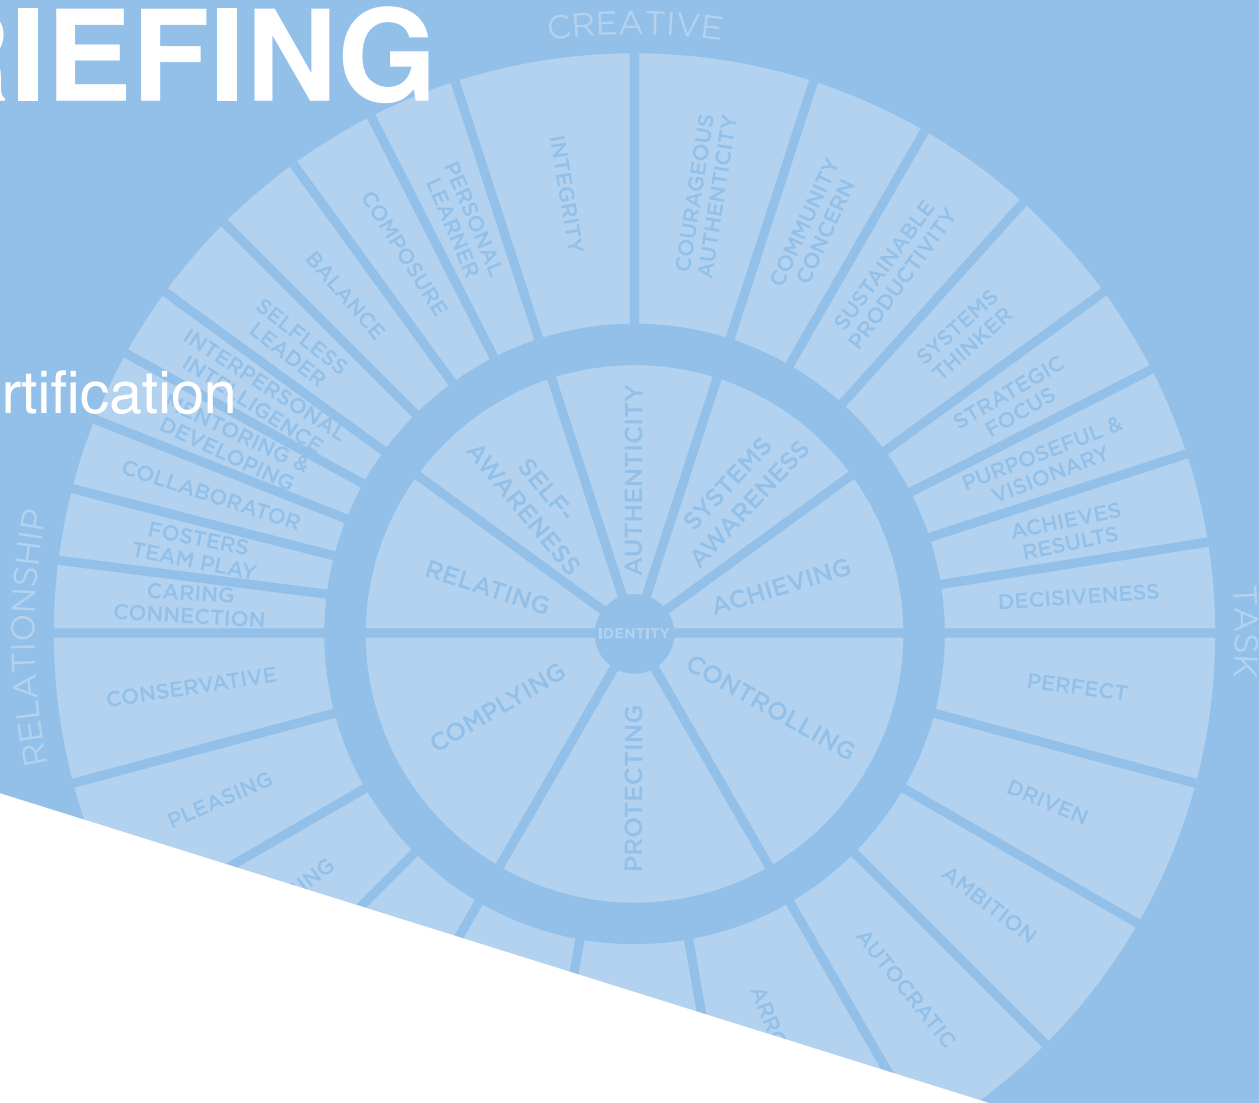 RIEFING
rtification
CREATIVE
RELATIONSHIP
TASK
INTEGRITY
COURAGEOUS
AUTHENTICITY
COMMUNITY
CONCERN
SUSTAINABLE
PRODUCTIVITY
SYSTEMS
THINKER
STRATEGIC
FOCUS
PURPOSEFUL &
VISIONARY
ACHIEVES
RESULTS
DECISIVENESS
PERSONAL
LEARNER
COMPOSURE
BALANCE
SELFLESS
LEADER
INTERPERSONAL
INTELLIGENCE
MENTORING &
DEVELOPING
COLLABORATOR
FOSTERS
TEAM PLAY
CARING
CONNECTION
SELF-
AWARENESS
AUTHENTICITY
SYSTEMS
AWARENESS
RELATING
ACHIEVING
IDENTITY
COMPLYING
PROTECTING
CONTROLLING
CONSERVATIVE
PLEASING
ING
PERFECT
DRIVEN
AMBITION
AUTOCRATIC
ARRO